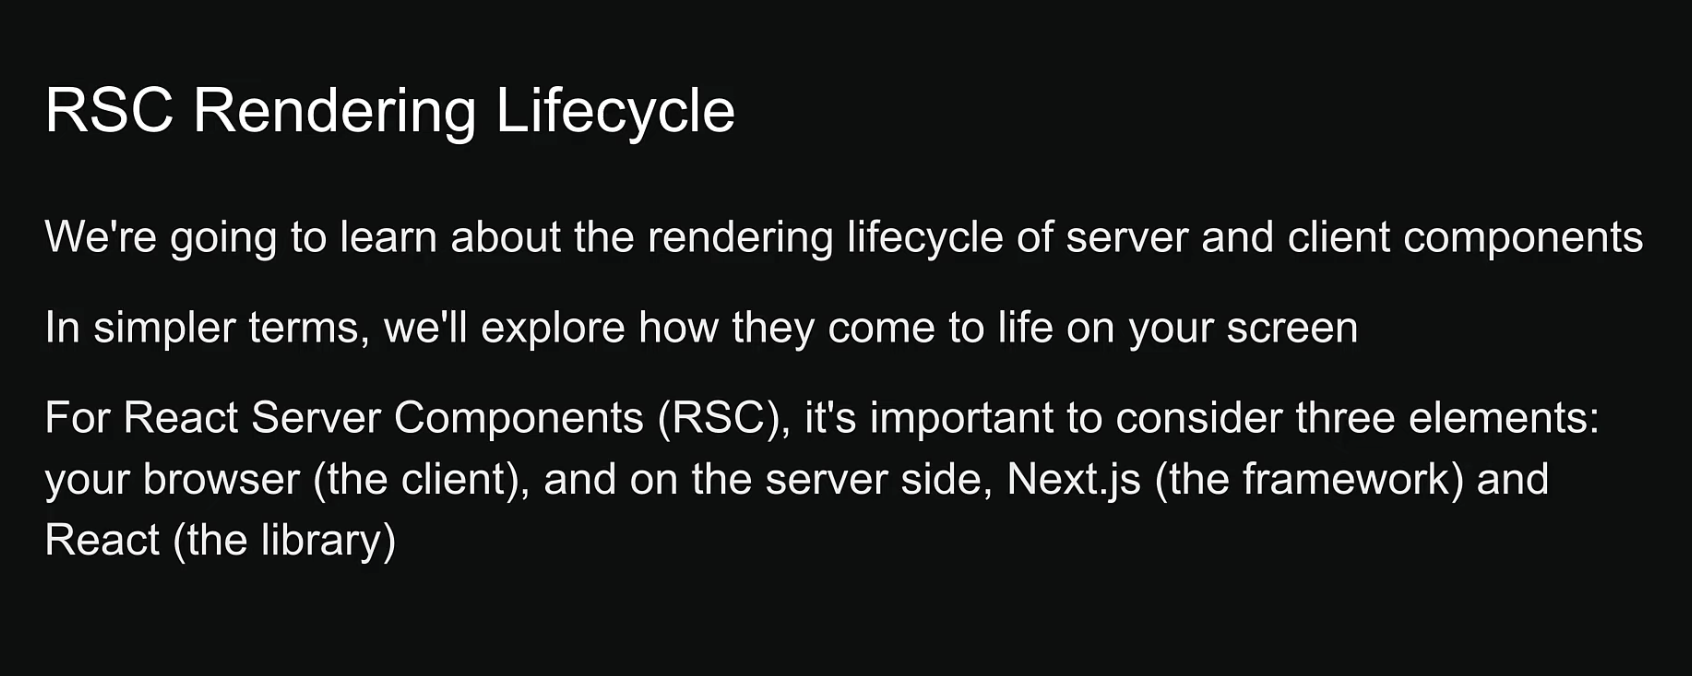 RSC Rendering Lifecycle
We're going to learn about the rendering lifecycle of server and client components
In simpler terms, we'll explore how they come to life on your screen
For React Server Components (RSC), it's important to consider three elements:
your browser (the client), and on the server side, Next.js (the framework) and
React (the library)